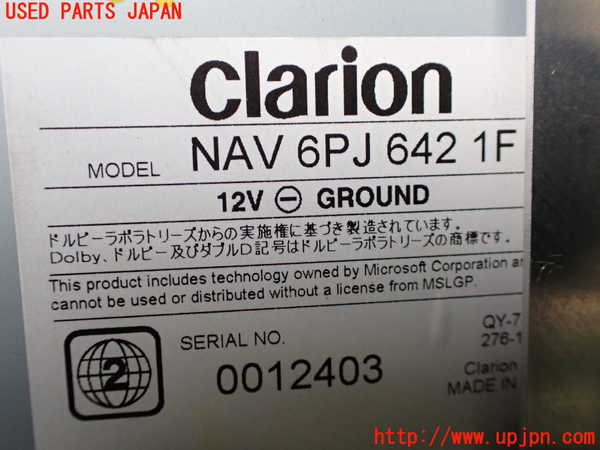 USED PARTS JAPAN
clarion
MODEL NAV 6PJ 642 1F
12V ⊖ GROUND
ドルビーラボラトリーズからの実施権に基づき製造されています。
Dolby、ドルビー及びダブルD記号はドルビーラボラトリーズの商標です。
This product includes technology owned by Microsoft Corporation an
cannot be used or distributed without a license from MSLGP.
2
SERIAL NO.
0012403
QY-7
276-1
Clarion
MADE IN
http://www.upjpn.com/